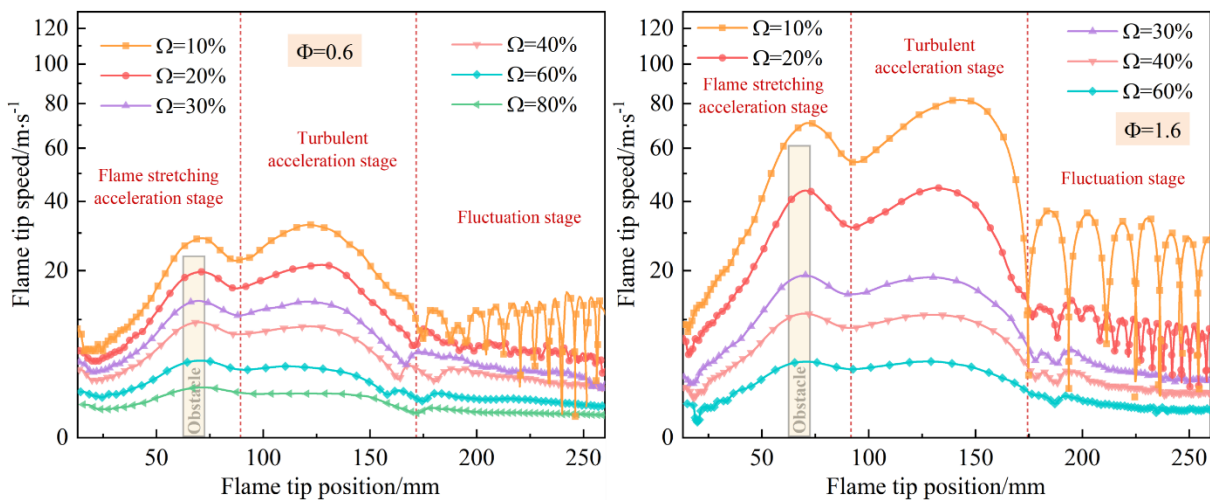 120
100
80
60
40
20
0
Flame tip speed/m·s⁻¹
Ω=10%
Ω=20%
Ω=30%
Φ=0.6
Ω=40%
Ω=60%
Ω=80%
Flame stretching
acceleration stage
Turbulent
acceleration stage
Fluctuation stage
Obstacle
50
100
150
200
250
Flame tip position/mm
120
100
80
60
40
20
0
Flame tip speed/m·s⁻¹
Ω=10%
Ω=20%
Flame stretching
acceleration stage
Turbulent
acceleration stage
Ω=30%
Ω=40%
Ω=60%
Φ=1.6
Fluctuation stage
Obstacle
50
100
150
200
250
Flame tip position/mm